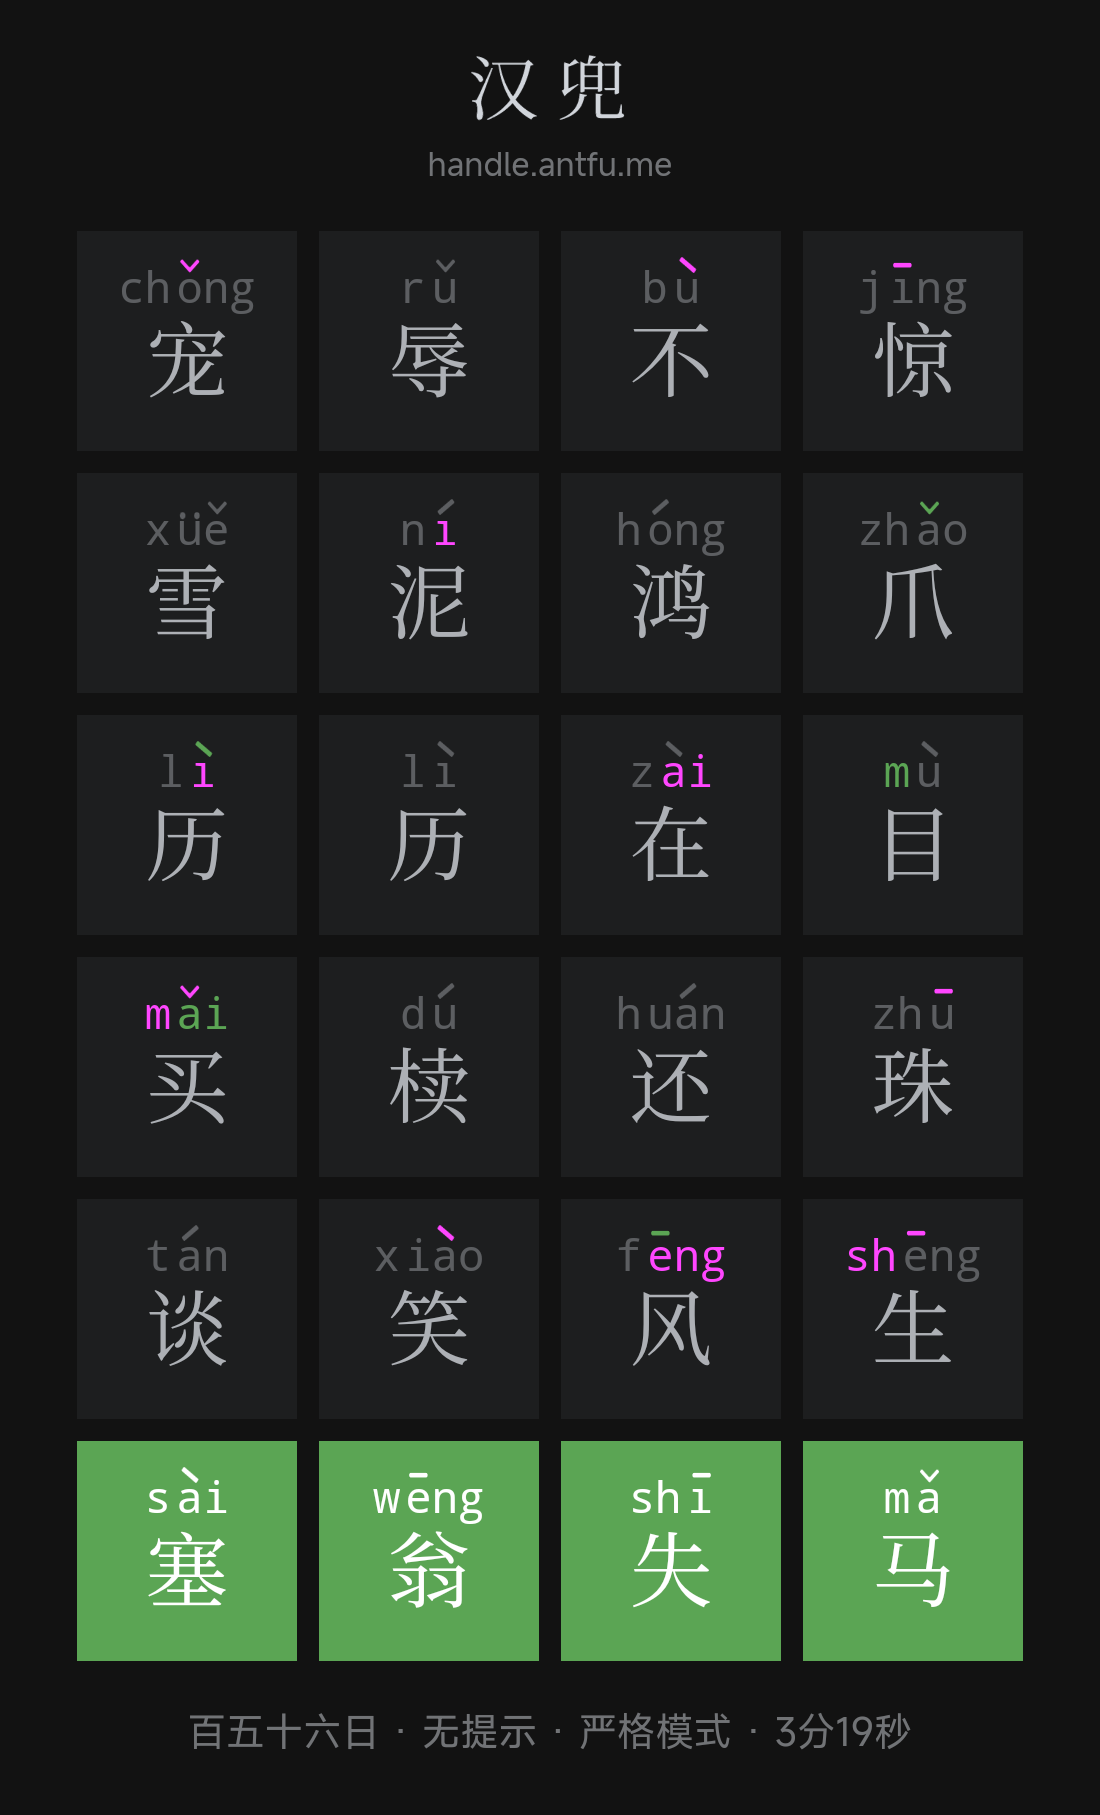 汉兜
handle.antfu.me
chǒng rǔ bù jīng
宠 辱 不 惊
xüě ní hóng zhǎo
雪 泥 鸿 爪
lì lì zài mù
历 历 在 目
mǎi dú huán zhū
买 椟 还 珠
tán xiào fēng shēng
谈 笑 风 生
sài wēng shī mǎ
塞 翁 失 马
百五十六日 · 无提示 · 严格模式 · 3分19秒